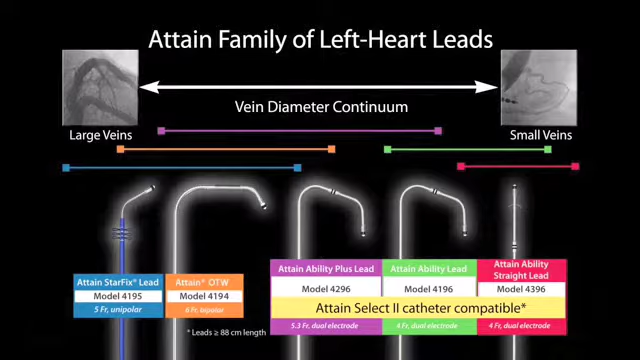 Attain Family of Left-Heart Leads
Vein Diameter Continuum
Large Veins
Small Veins
Attain StarFix® Lead
Model 4195
5 Fr, unipolar
Attain® OTW
Model 4194
6 Fr, bipolar
Attain Ability Plus Lead
Model 4296
Attain Ability Lead
Model 4196
Attain Ability
Straight Lead
Model 4396
Attain Select II catheter compatible*
5.3 Fr, dual electrode
4 Fr, dual electrode
4 Fr, dual electrode
* Leads ≥ 88 cm length